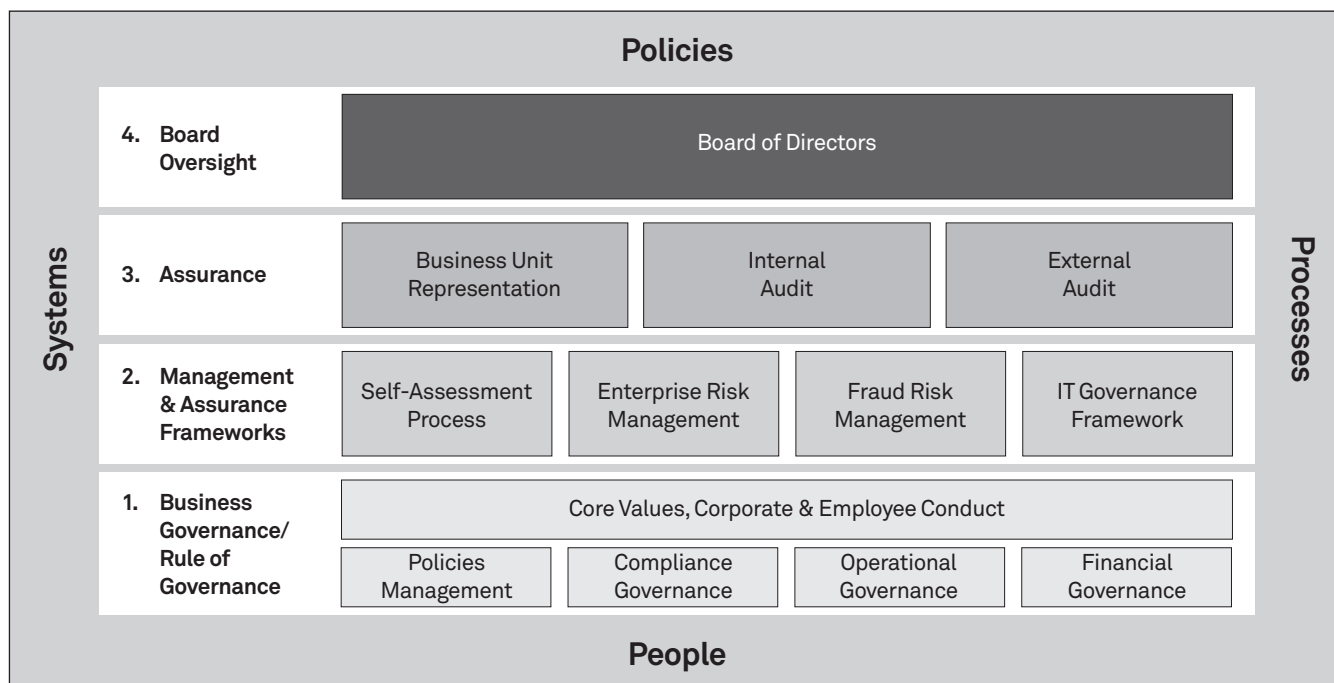 Policies
Systems
4. Board
Oversight
Board of Directors
3. Assurance
Business Unit
Representation
Internal
Audit
External
Audit
2. Management
& Assurance
Frameworks
Self-Assessment
Process
Enterprise Risk
Management
Fraud Risk
Management
IT Governance
Framework
1. Business
Governance/
Rule of
Governance
Core Values, Corporate & Employee Conduct
Policies
Management
Compliance
Governance
Operational
Governance
Financial
Governance
Processes
People